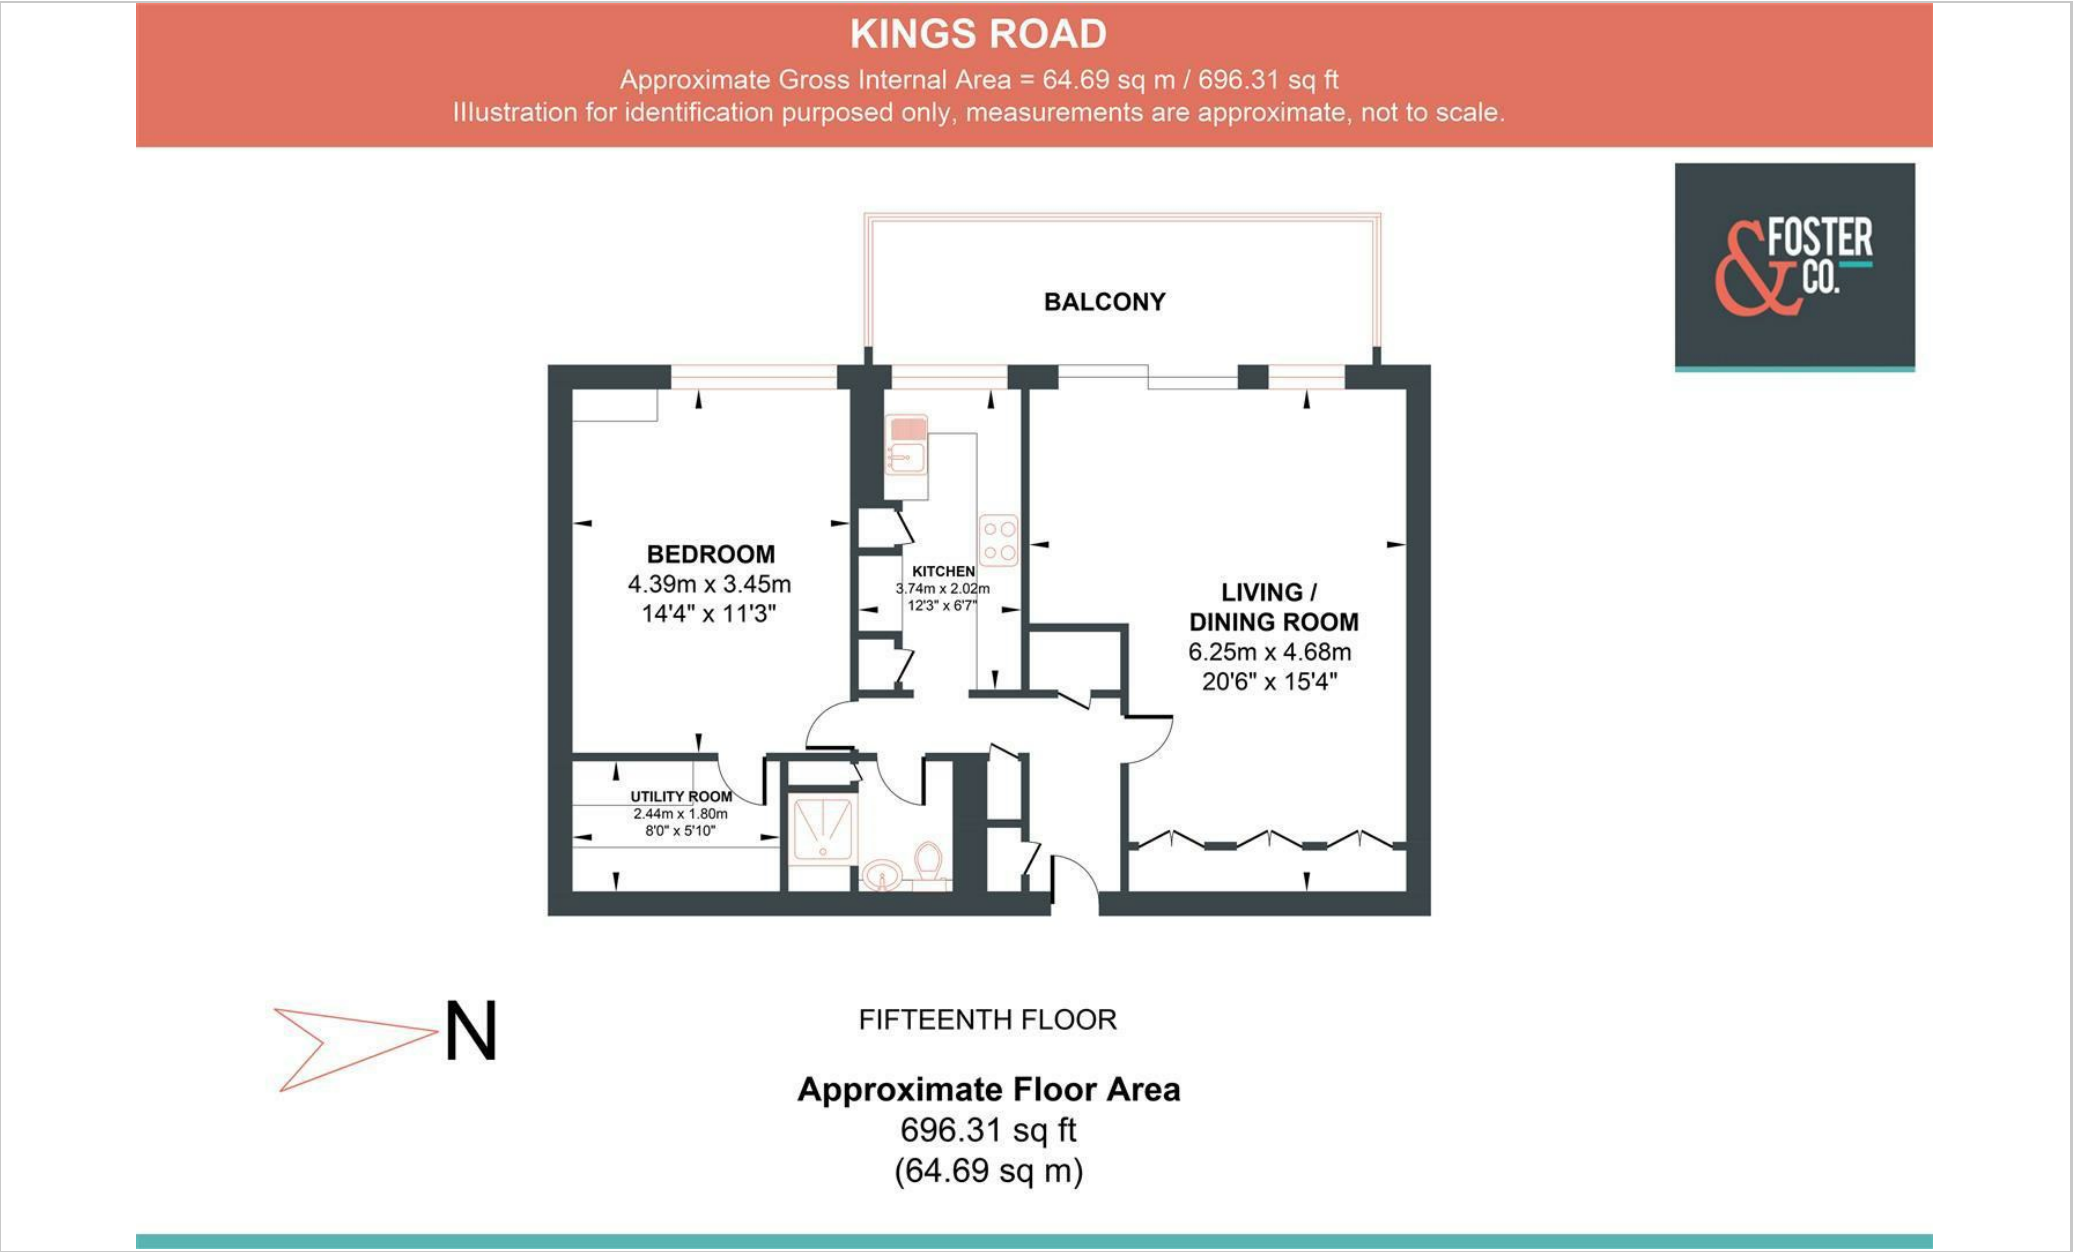 KINGS ROAD
Approximate Gross Internal Area = 64.69 sq m / 696.31 sq ft
Illustration for identification purposed only, measurements are approximate, not to scale.
& FOSTER
CO.
BALCONY
BEDROOM
4.39m x 3.45m
14'4" x 11'3"
KITCHEN
3.74m x 2.02m
12'3" x 6'7"
LIVING /
DINING ROOM
6.25m x 4.68m
20'6" x 15'4"
UTILITY ROOM
2.44m x 1.80m
8'0" x 5'10"
N
FIFTEENTH FLOOR
Approximate Floor Area
696.31 sq ft
(64.69 sq m)